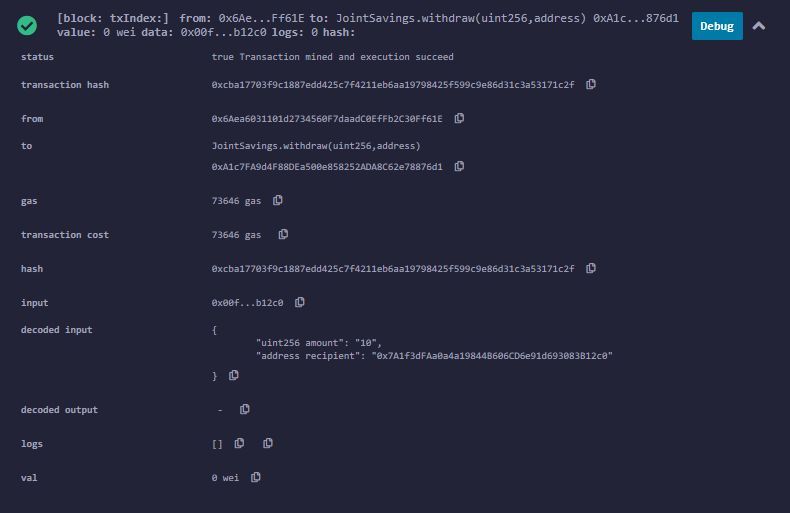 [block: txIndex:] from: 0x6Ae...Ff61E to: JointSavings.withdraw(uint256,address) 0xA1c...876d1
value: 0 wei data: 0x00f...b12c0 logs: 0 hash:
Debug
status true Transaction mined and execution succeed
transaction hash 0xcba17703f9c1887edd425c7f4211eb6aa19798425f599c9e86d31c3a53171c2f
from 0x6Aea6031101d2734560F7daadC0EfFb2C30Ff61E
to JointSavings.withdraw(uint256,address)
0xA1c7FA9d4F88DEa500e858252ADA8C62e78876d1
gas 73646 gas
transaction cost 73646 gas
hash 0xcba17703f9c1887edd425c7f4211eb6aa19798425f599c9e86d31c3a53171c2f
input 0x00f...b12c0
decoded input {
"uint256 amount": "10",
"address recipient": "0x7A1f3dFAa0a4a19844B606CD6e91d693083B12c0"
}
decoded output -
logs []
val 0 wei